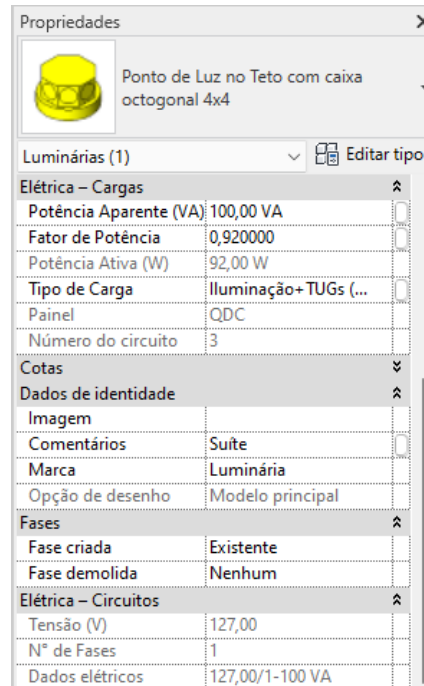 Propriedades
Ponto de Luz no Teto com caixa
octogonal 4x4
Luminárias (1) Editar tipo
Elétrica – Cargas
Potência Aparente (VA) 100,00 VA
Fator de Potência 0,920000
Potência Ativa (W) 92,00 W
Tipo de Carga Iluminação+TUGs (...
Painel QDC
Número do circuito 3
Cotas
Dados de identidade
Imagem
Comentários Suíte
Marca Luminária
Opção de desenho Modelo principal
Fases
Fase criada Existente
Fase demolida Nenhum
Elétrica – Circuitos
Tensão (V) 127,00
N° de Fases 1
Dados elétricos 127,00/1-100 VA